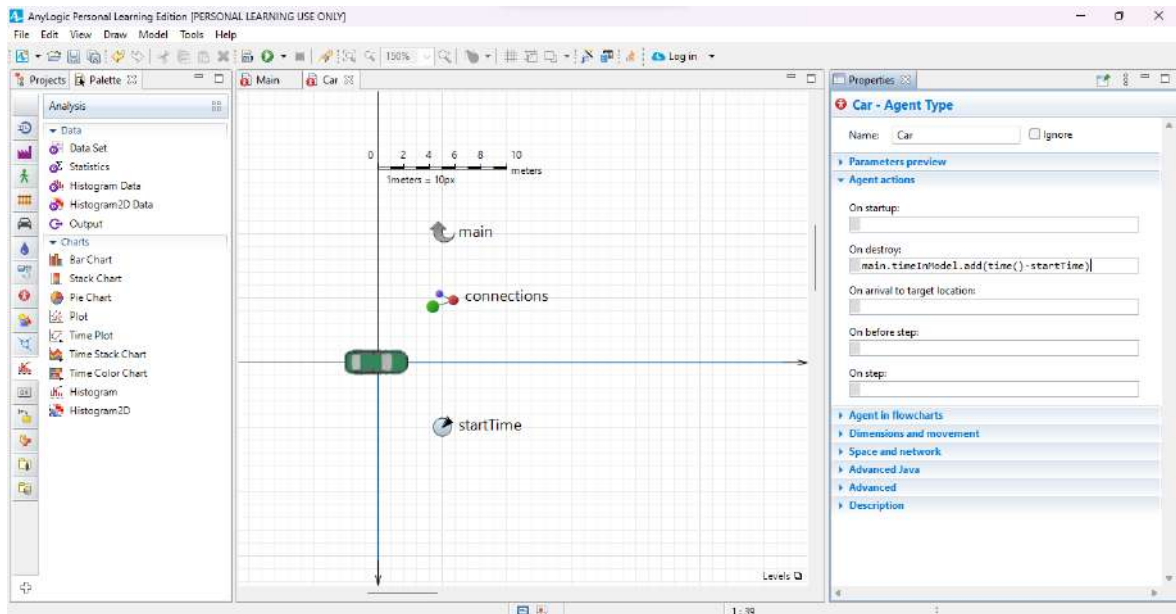 AnyLogic Personal Learning Edition [PERSONAL LEARNING USE ONLY]
File Edit View Draw Model Tools Help
150% Log in
Projects Palette Main Car Properties
Analysis
Data
Data Set
Statistics
Histogram Data
Histogram2D Data
Output
Charts
Bar Chart
Stack Chart
Pie Chart
Plot
Time Plot
Time Stack Chart
Time Color Chart
Histogram
Histogram2D
0 2 4 6 8 10
meters
1meters = 10px
main
connections
startTime
Levels
Car - Agent Type
Name: Car Ignore
Parameters preview
Agent actions
On startup:
On destroy:
main.timeInModel.add(time()-startTime)
On arrival to target location:
On before step:
On step:
Agent in flowcharts
Dimensions and movement
Space and network
Advanced Java
Advanced
Description
1 : 39